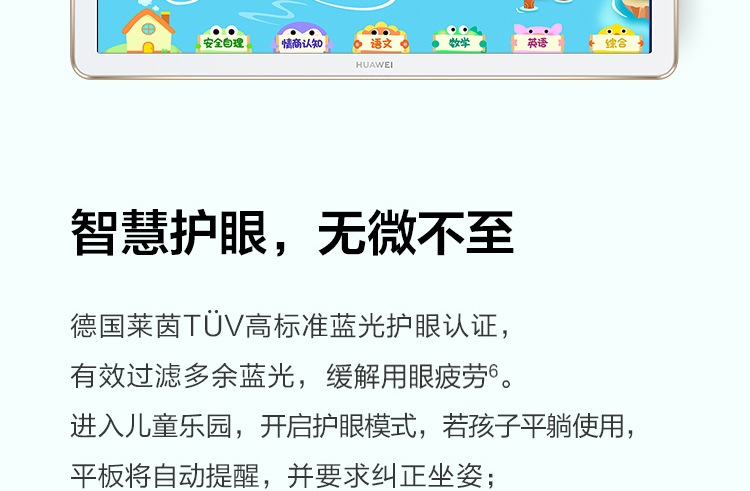 安全自理 情商认知 语文 数学 英语 综合
HUAWEI
智慧护眼，无微不至
德国莱茵TÜV高标准蓝光护眼认证，
有效过滤多余蓝光，缓解用眼疲劳⁶。
进入儿童乐园，开启护眼模式，若孩子平躺使用，
平板将自动提醒，并要求纠正坐姿；